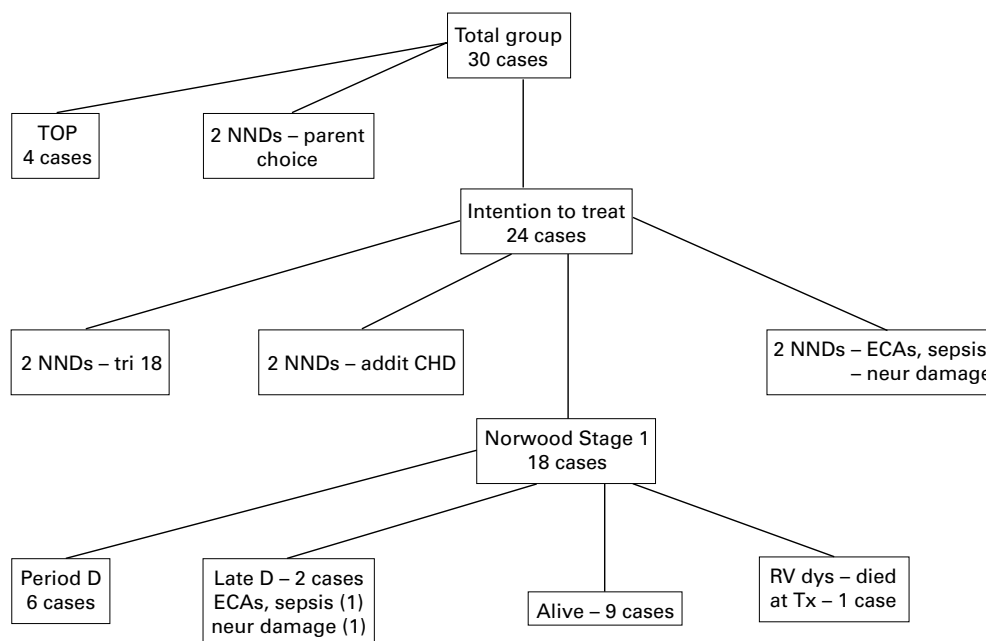 Total group
30 cases
TOP
4 cases
2 NNDs – parent
choice
Intention to treat
24 cases
2 NNDs – tri 18
2 NNDs – addit CHD
2 NNDs – ECAs, sepsis
– neur damage
Norwood Stage 1
18 cases
Period D
6 cases
Late D – 2 cases
ECAs, sepsis (1)
neur damage (1)
Alive – 9 cases
RV dys – died
at Tx – 1 case